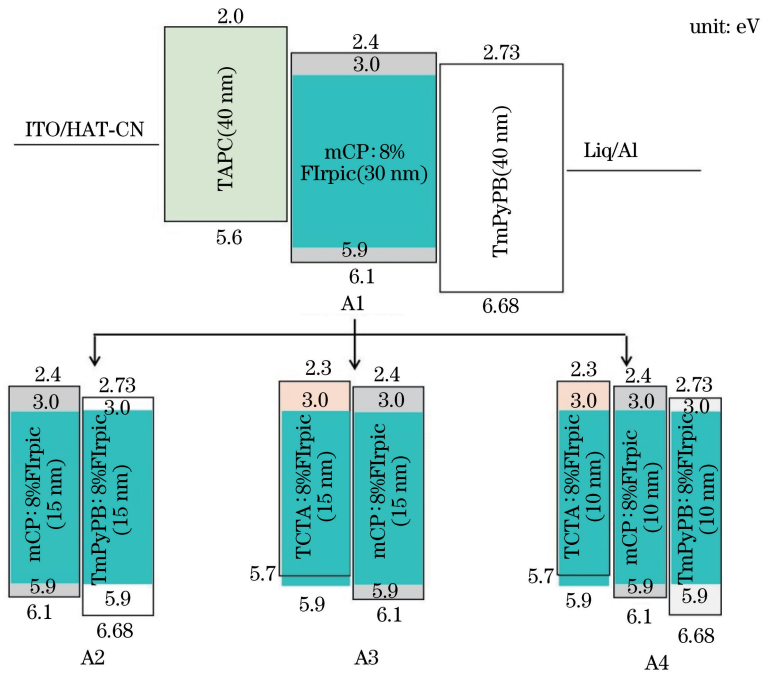 unit: eV
2.0
2.4
3.0
2.73
ITO/HAT-CN
TAPC(40 nm)
mCP:8%
FIrpic(30 nm)
TmPyPB(40 nm)
Liq/Al
5.6
5.9
6.1
6.68
A1
2.4
3.0
2.73
3.0
mCP:8%FIrpic
(15 nm)
TmPyPB:8%FIrpic
(15 nm)
5.9
6.1
5.9
6.68
A2
2.3
3.0
2.4
3.0
TCTA:8%FIrpic
(15 nm)
mCP:8%FIrpic
(15 nm)
5.7
5.9
5.9
6.1
A3
2.3
3.0
2.4
3.0
2.73
3.0
TCTA:8%FIrpic
(10 nm)
mCP:8%FIrpic
(10 nm)
TmPyPB:8%FIrpic
(10 nm)
5.7
5.9
5.9
6.1
5.9
6.68
A4